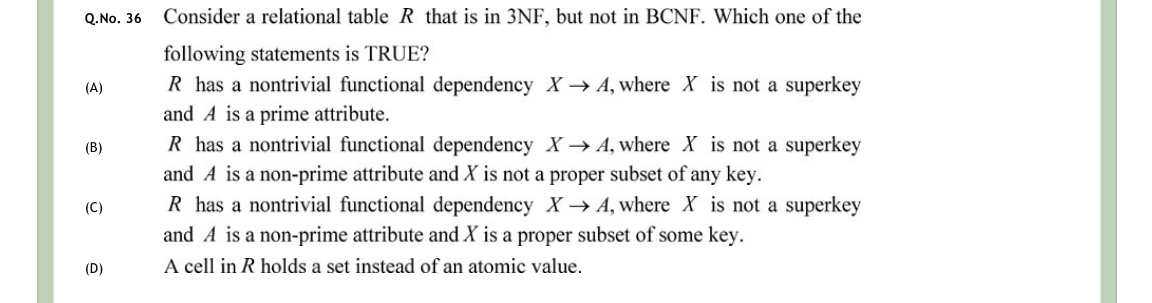 Q.No. 36 Consider a relational table R that is in 3NF, but not in BCNF. Which one of the
following statements is TRUE?
(A) R has a nontrivial functional dependency X → A, where X is not a superkey
and A is a prime attribute.
(B) R has a nontrivial functional dependency X → A, where X is not a superkey
and A is a non-prime attribute and X is not a proper subset of any key.
(C) R has a nontrivial functional dependency X → A, where X is not a superkey
and A is a non-prime attribute and X is a proper subset of some key.
(D) A cell in R holds a set instead of an atomic value.